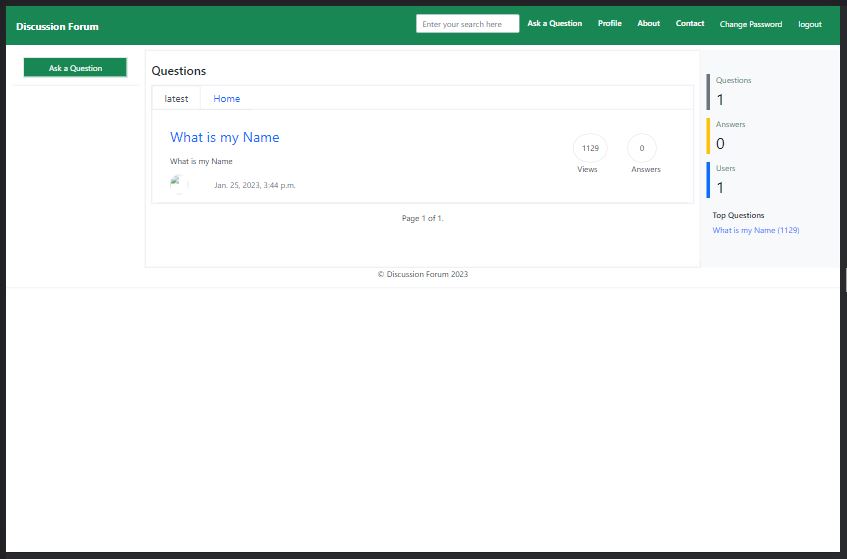 Discussion Forum
Enter your search here
Ask a Question
Profile
About
Contact
Change Password
logout
Ask a Question
Questions
latest
Home
What is my Name
What is my Name
Jan. 25, 2023, 3:44 p.m.
1129
Views
0
Answers
Page 1 of 1.
Questions
1
Answers
0
Users
1
Top Questions
What is my Name (1129)
© Discussion Forum 2023